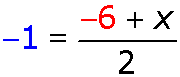 -1 = (-6 + x)/2